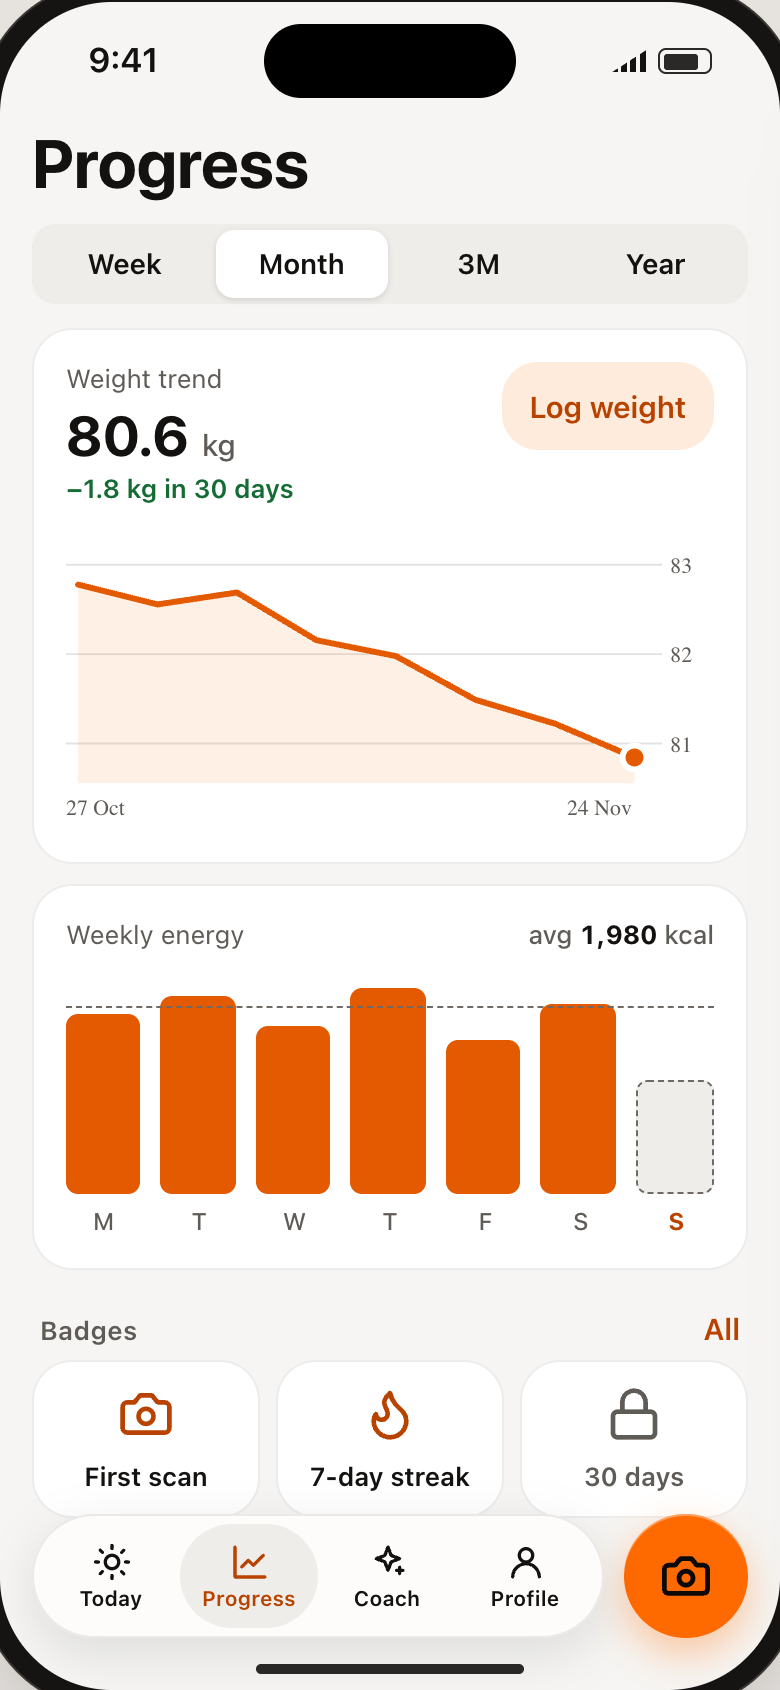 9:41
Progress
Week Month 3M Year
Weight trend
Log weight
80.6 kg
−1.8 kg in 30 days
83
82
81
27 Oct 24 Nov
Weekly energy avg 1,980 kcal
M T W T F S S
Badges All
First scan 7-day streak 30 days
Today Progress Coach Profile